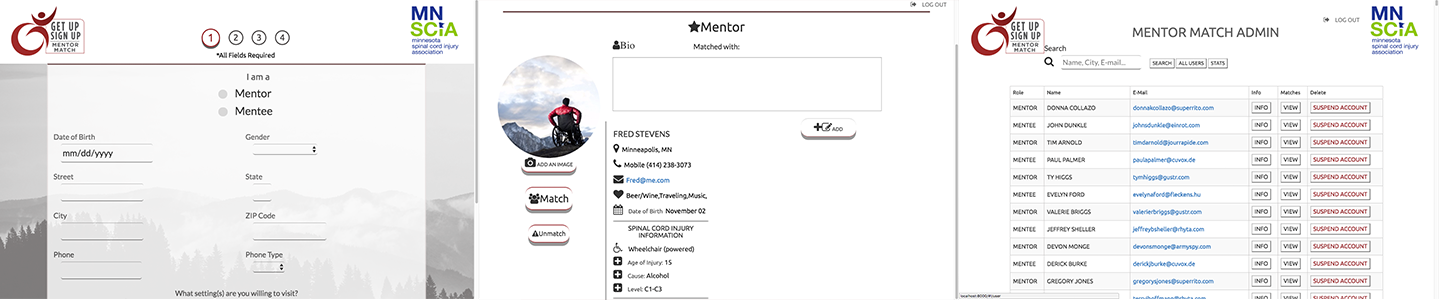 GET UP
SIGN UP
MENTOR
MATCH
1 2 3 4
*All Fields Required
MN
SCiA
minnesota
spinal cord injury
association
I am a
Mentor
Mentee
Date of Birth
Gender
mm/dd/yyyy
Street
State
City
ZIP Code
Phone
Phone Type
What setting(s) are you willing to visit?
LOG OUT
Mentor
Bio
Matched with:
ADD
FRED STEVENS
Minneapolis, MN
Mobile (414) 238-3073
Fred@me.com
Beer/Wine,Traveling,Music,
Date of Birth November 02
SPINAL CORD INJURY
INFORMATION
Wheelchair (powered)
Age of Injury: 15
Cause: Alcohol
Level: C1-C3
ADD AN IMAGE
Match
Unmatch
GET UP
SIGN UP
MENTOR
MATCH
MENTOR MATCH ADMIN
LOG OUT
MN
SCiA
minnesota
spinal cord injury
association
Search
Name, City, E-mail... SEARCH ALL USERS STATS
Role Name E-Mail Info Matches Delete
MENTOR DONNA COLLAZO donnakcollazo@superrito.com INFO VIEW SUSPEND ACCOUNT
MENTEE JOHN DUNKLE johnsdunkle@einrot.com INFO VIEW SUSPEND ACCOUNT
MENTOR TIM ARNOLD timdarnold@jourrapide.com INFO VIEW SUSPEND ACCOUNT
MENTEE PAUL PALMER paulapalmer@cuvox.de INFO VIEW SUSPEND ACCOUNT
MENTOR TY HIGGS tymhiggs@gustr.com INFO VIEW SUSPEND ACCOUNT
MENTEE EVELYN FORD evelynaford@fleckens.hu INFO VIEW SUSPEND ACCOUNT
MENTOR VALERIE BRIGGS valerierbriggs@gustr.com INFO VIEW SUSPEND ACCOUNT
MENTEE JEFFREY SHELLER jeffreybsheller@rhyta.com INFO VIEW SUSPEND ACCOUNT
MENTOR DEVON MONGE devonsmonge@armyspy.com INFO VIEW SUSPEND ACCOUNT
MENTEE DERICK BURKE derickjburke@cuvox.de INFO VIEW SUSPEND ACCOUNT
MENTOR GREGORY JONES gregorysjones@superrito.com INFO VIEW SUSPEND ACCOUNT